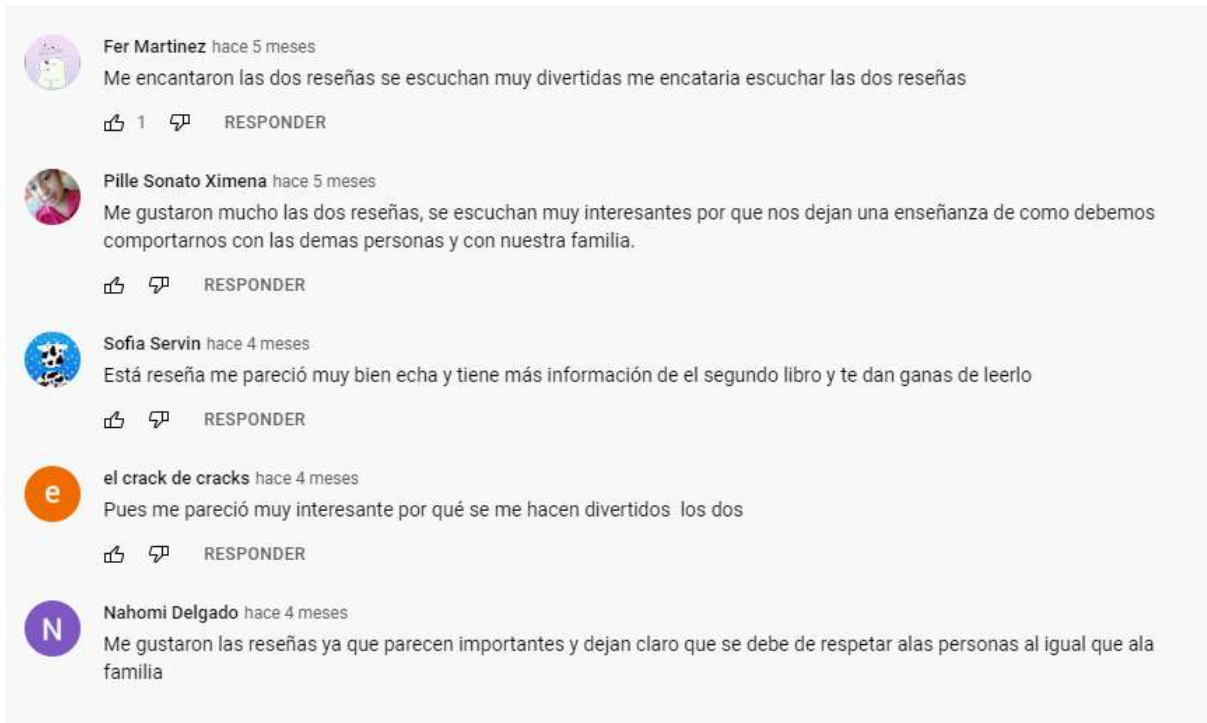 Fer Martinez hace 5 meses
Me encantaron las dos reseñas se escuchan muy divertidas me encataria escuchar las dos reseñas
1 RESPONDER
Pille Sonato Ximena hace 5 meses
Me gustaron mucho las dos reseñas, se escuchan muy interesantes por que nos dejan una enseñanza de como debemos
comportarnos con las demas personas y con nuestra familia.
RESPONDER
Sofia Servin hace 4 meses
Está reseña me pareció muy bien echa y tiene más información de el segundo libro y te dan ganas de leerlo
RESPONDER
e
el crack de cracks hace 4 meses
Pues me pareció muy interesante por qué se me hacen divertidos  los dos
RESPONDER
N
Nahomi Delgado hace 4 meses
Me gustaron las reseñas ya que parecen importantes y dejan claro que se debe de respetar alas personas al igual que ala
familia